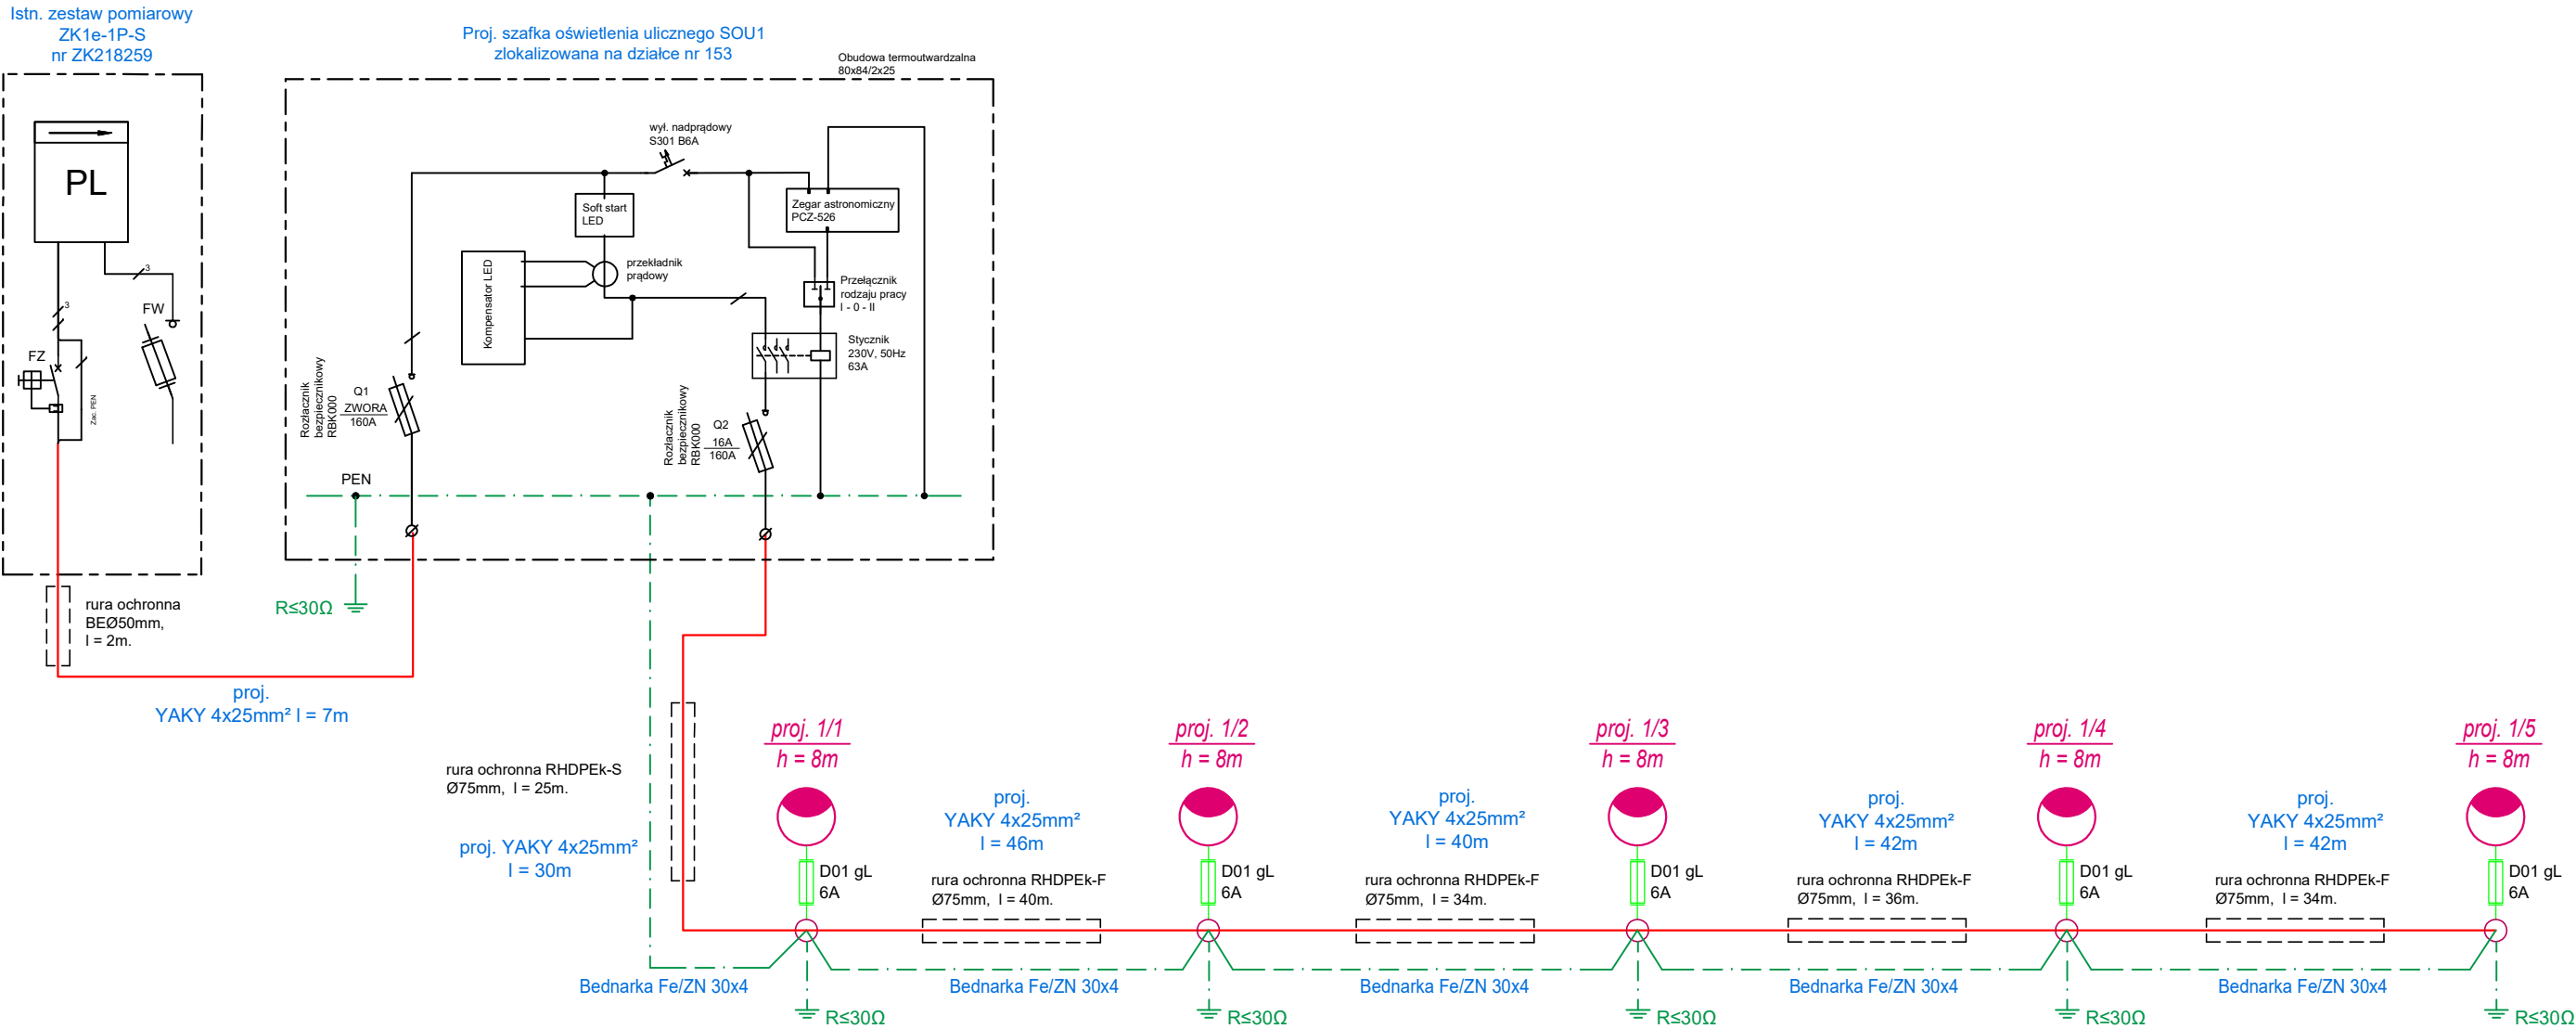 Istn. zestaw pomiarowy
ZK1e-1P-S
nr ZK218259
PL
3
3
FW
FZ
Zac. PEN
rura ochronna
BEØ50mm,
l = 2m.
proj.
YAKY 4x25mm² l = 7m
Proj. szafka oświetlenia ulicznego SOU1
zlokalizowana na działce nr 153
Obudowa termoutwardzalna
80x84/2x25
wył. nadprądowy
S301 B6A
Soft start
LED
Zegar astronomiczny
PCZ-526
Kompensator LED
przekładnik
prądowy
Przełącznik
rodzaju pracy
I - 0 - II
Stycznik
230V, 50Hz
63A
Rozłacznik
bezpiecznikowy
RBK000
Q1
ZWORA
160A
Rozłacznik
bezpiecznikowy
RBK000
Q2
16A
160A
PEN
R≤30Ω
rura ochronna RHDPEk-S
Ø75mm, l = 25m.
proj. YAKY 4x25mm²
l = 30m
proj. 1/1
h = 8m
proj. 1/2
h = 8m
proj. 1/3
h = 8m
proj. 1/4
h = 8m
proj. 1/5
h = 8m
proj.
YAKY 4x25mm²
l = 46m
proj.
YAKY 4x25mm²
l = 40m
proj.
YAKY 4x25mm²
l = 42m
proj.
YAKY 4x25mm²
l = 42m
D01 gL
6A
rura ochronna RHDPEk-F
Ø75mm, l = 40m.
D01 gL
6A
rura ochronna RHDPEk-F
Ø75mm, l = 34m.
D01 gL
6A
rura ochronna RHDPEk-F
Ø75mm, l = 36m.
D01 gL
6A
rura ochronna RHDPEk-F
Ø75mm, l = 34m.
D01 gL
6A
Bednarka Fe/ZN 30x4
Bednarka Fe/ZN 30x4
Bednarka Fe/ZN 30x4
Bednarka Fe/ZN 30x4
Bednarka Fe/ZN 30x4
R≤30Ω
R≤30Ω
R≤30Ω
R≤30Ω
R≤30Ω